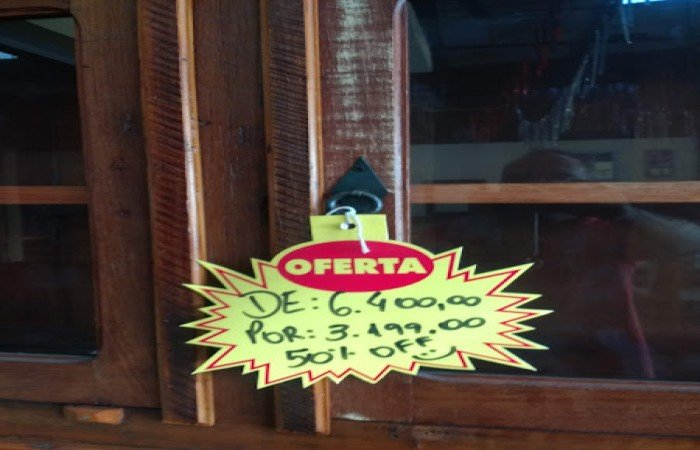 OFERTA
DE: 6.400,00
POR: 3.199,00
50% OFF